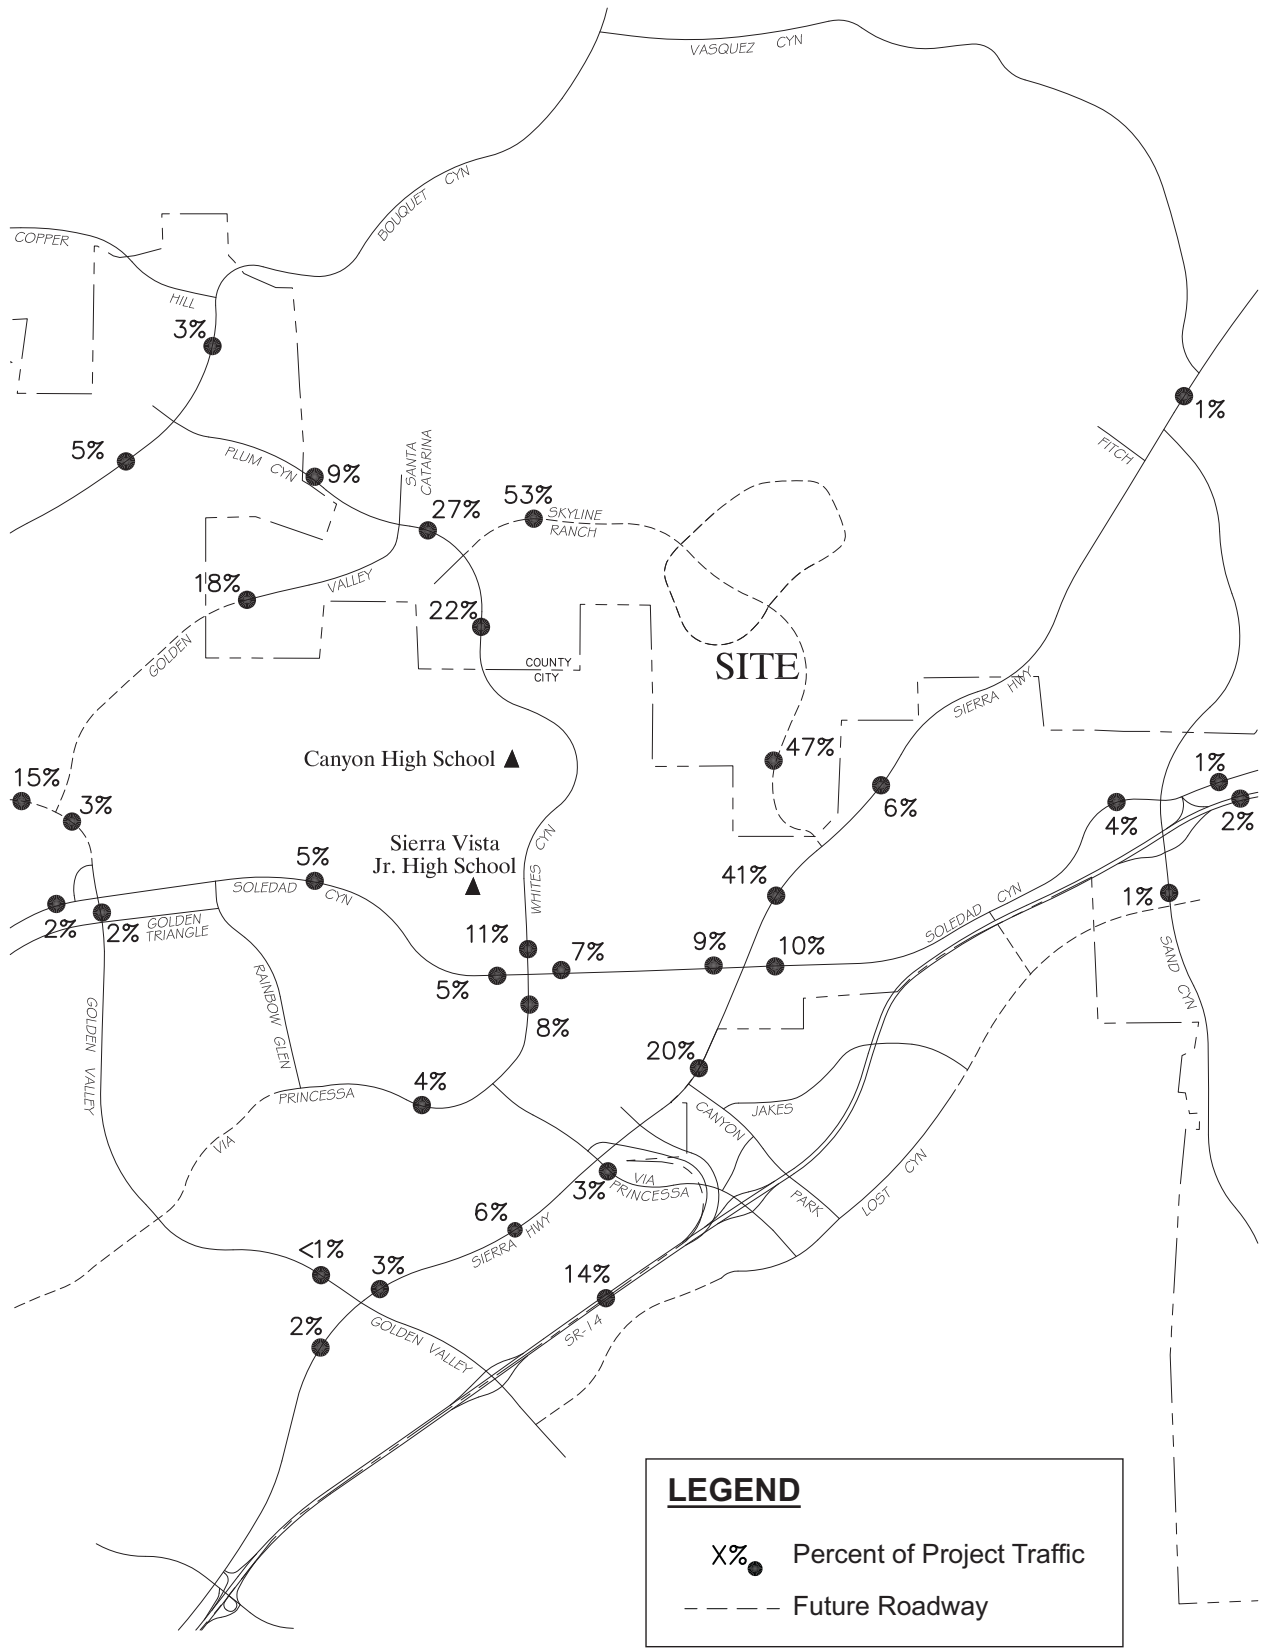 VASQUEZ CYN
BOUQUET CYN
COPPER
HILL
3%
1%
5%
PLUM CYN
9%
SANTA
CATARINA
FITCH
27%
53%
SKYLINE
RANCH
18%
VALLEY
22%
GOLDEN
COUNTY
CITY
SITE
SIERRA HWY
Canyon High School
47%
15%
3%
6%
1%
4%
2%
Sierra Vista
Jr. High School
5%
SOLEDAD CYN
WHITES CYN
41%
1%
2%
2%
GOLDEN
TRIANGLE
11%
7%
9%
10%
SOLEDAD CYN
5%
8%
SAND CYN
RAINBOW GLEN
GOLDEN VALLEY
20%
4%
PRINCESSA
VIA
CANYON
JAKES
PARK
LOST CYN
3%
VIA
PRINCESSA
6%
SIERRA HWY
<1%
3%
14%
2%
GOLDEN VALLEY
SR-14
LEGEND
X% Percent of Project Traffic
Future Roadway